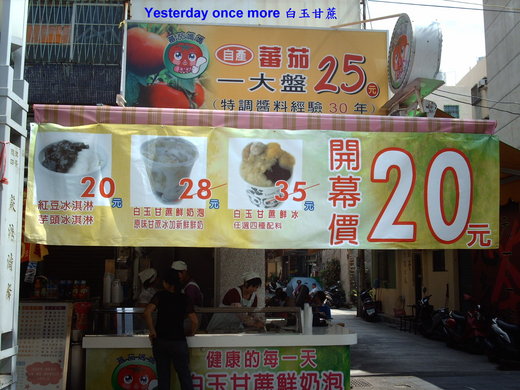 Yesterday once more 白玉甘蔗
自產
蕃茄
一大盤 25元
(特調醬料經驗30年)
20元
紅豆冰淇淋
芋頭冰淇淋
28元
白玉甘蔗鮮奶泡
原味甘蔗冰加新鮮鮮奶
35元
白玉甘蔗鮮冰
任選四種配料
開幕價
20元
健康的每一天
白玉甘蔗鮮奶泡